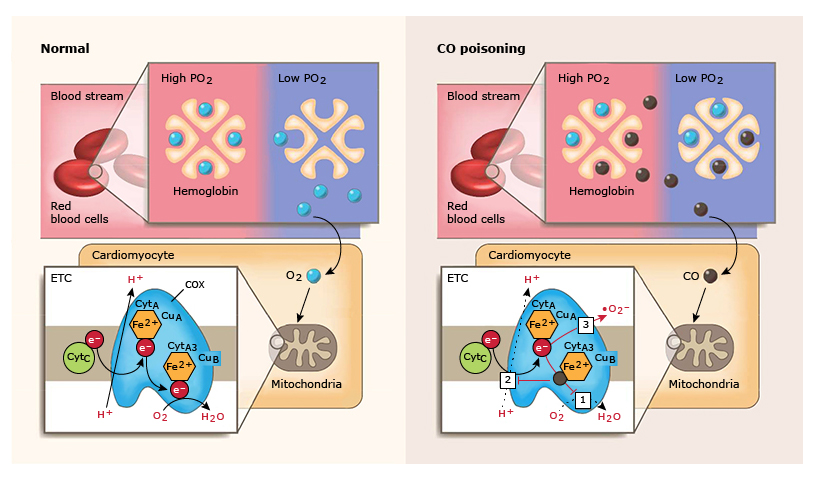 Normal
High PO2
Low PO2
Blood stream
Hemoglobin
Red
blood cells
Cardiomyocyte
ETC
H+
COX
O2
CytA
CuA
Fe2+
e-
e-
CytC
CytA3
CuB
Fe2+
e-
Mitochondria
H+
O2
H2O
CO poisoning
High PO2
Low PO2
Blood stream
Hemoglobin
Red
blood cells
Cardiomyocyte
ETC
H+
CO
CytA
CuA
Fe2+
3
•O2-
e-
e-
CytC
CytA3
CuB
Fe2+
2
Mitochondria
1
H+
O2
H2O